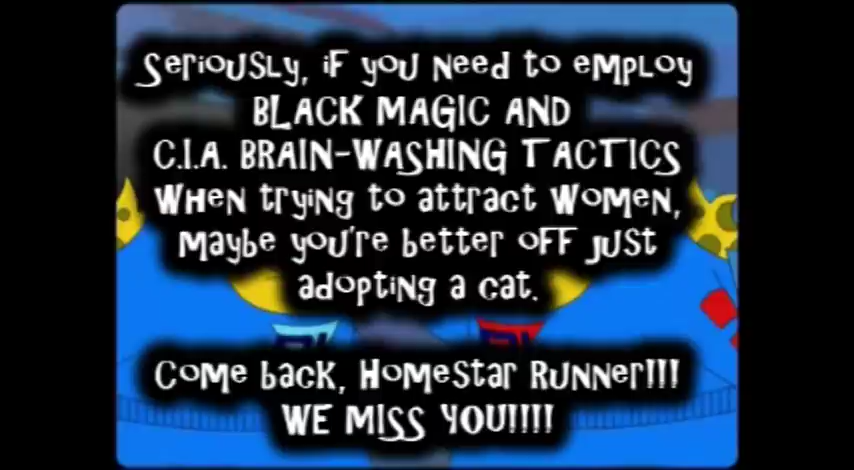 Seriously, if you need to employ
BLACK MAGIC AND
C.I.A. BRAIN-WASHING TACTICS
when trying to attract women,
maybe you're better off just
adopting a cat.
Come back, Homestar Runner!!!
WE MISS YOU!!!!